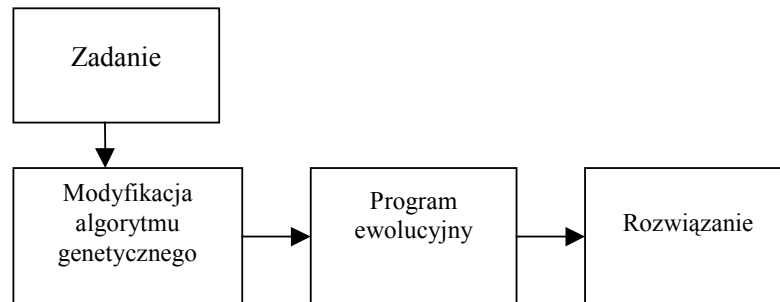 Zadanie
Modyfikacja
algorytmu
genetycznego
Program
ewolucyjny
Rozwiązanie